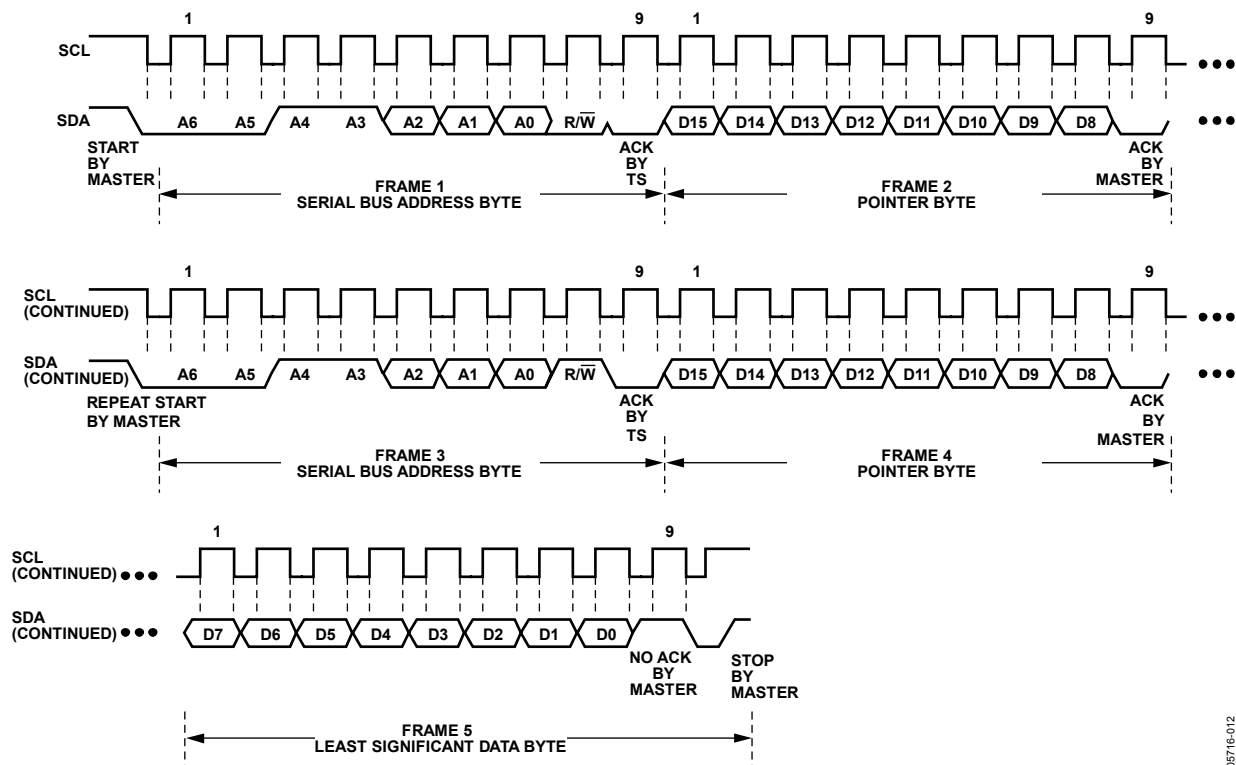 1 9 1 9
SCL
SDA A6 A5 A4 A3 A2 A1 A0 R/W̅ D15 D14 D13 D12 D11 D10 D9 D8
START BY MASTER
ACK BY TS
ACK BY MASTER
FRAME 1
SERIAL BUS ADDRESS BYTE
FRAME 2
POINTER BYTE
1 9 1 9
SCL
(CONTINUED)
SDA
(CONTINUED)
A6 A5 A4 A3 A2 A1 A0 R/W̅ D15 D14 D13 D12 D11 D10 D9 D8
REPEAT START
BY MASTER
ACK BY TS
ACK BY MASTER
FRAME 3
SERIAL BUS ADDRESS BYTE
FRAME 4
POINTER BYTE
1 9
SCL
(CONTINUED)
SDA
(CONTINUED)
D7 D6 D5 D4 D3 D2 D1 D0
NO ACK BY MASTER
STOP BY MASTER
FRAME 5
LEAST SIGNIFICANT DATA BYTE
05716-012